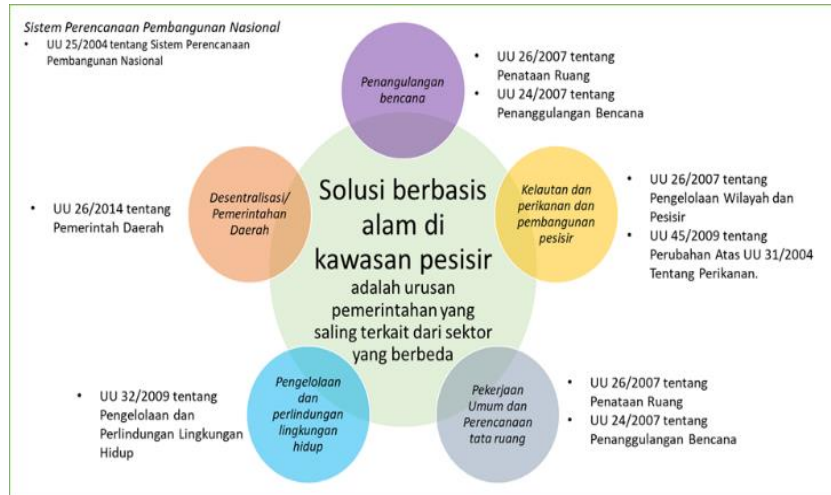 Sistem Perencanaan Pembangunan Nasional
• UU 25/2004 tentang Sistem Perencanaan
Pembangunan Nasional
Penangulangan
bencana
• UU 26/2007 tentang
Penataan Ruang
• UU 24/2007 tentang
Penanggulangan Bencana
Desentralisasi/
Pemerintahan
Daerah
• UU 26/2014 tentang
Pemerintah Daerah
Solusi berbasis
alam di
kawasan pesisir
adalah urusan
pemerintahan yang
saling terkait dari sektor
yang berbeda
Kelautan dan
perikanan dan
pembangunan
pesisir
• UU 26/2007 tentang
Pengelolaan Wilayah dan
Pesisir
• UU 45/2009 tentang
Perubahan Atas UU 31/2004
Tentang Perikanan.
• UU 32/2009 tentang
Pengelolaan dan
Perlindungan Lingkungan
Hidup
Pengelolaan
dan
perlindungan
lingkungan
hidup
Pekerjaan
Umum dan
Perencanaan
tata ruang
• UU 26/2007 tentang
Penataan Ruang
• UU 24/2007 tentang
Penanggulangan Bencana